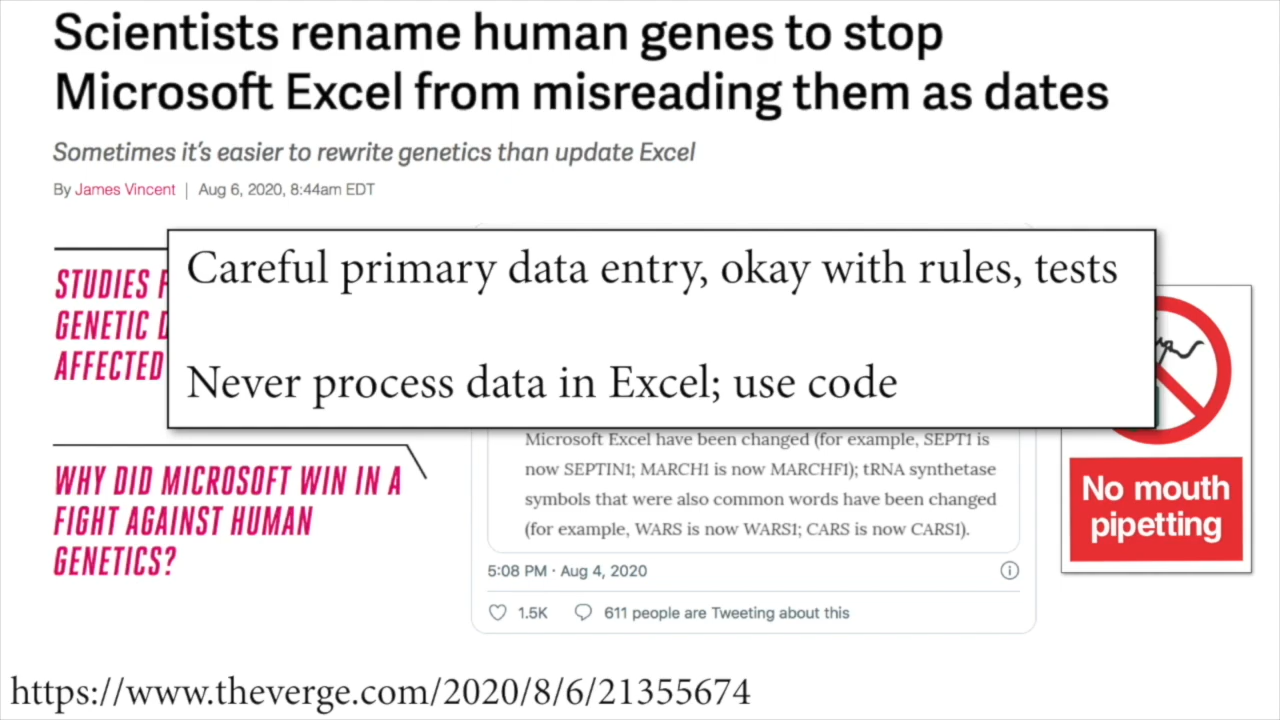 Scientists rename human genes to stop
Microsoft Excel from misreading them as dates
Sometimes it's easier to rewrite genetics than update Excel
By James Vincent | Aug 6, 2020, 8:44am EDT
STUDIES
GENETIC
AFFECTED
Careful primary data entry, okay with rules, tests
Never process data in Excel; use code
WHY DID MICROSOFT WIN IN A
FIGHT AGAINST HUMAN
GENETICS?
Microsoft Excel have been changed (for example, SEPT1 is
now SEPTIN1; MARCH1 is now MARCHF1); tRNA synthetase
symbols that were also common words have been changed
(for example, WARS is now WARS1; CARS is now CARS1).
5:08 PM · Aug 4, 2020
1.5K 611 people are Tweeting about this
No mouth
pipetting
https://www.theverge.com/2020/8/6/21355674